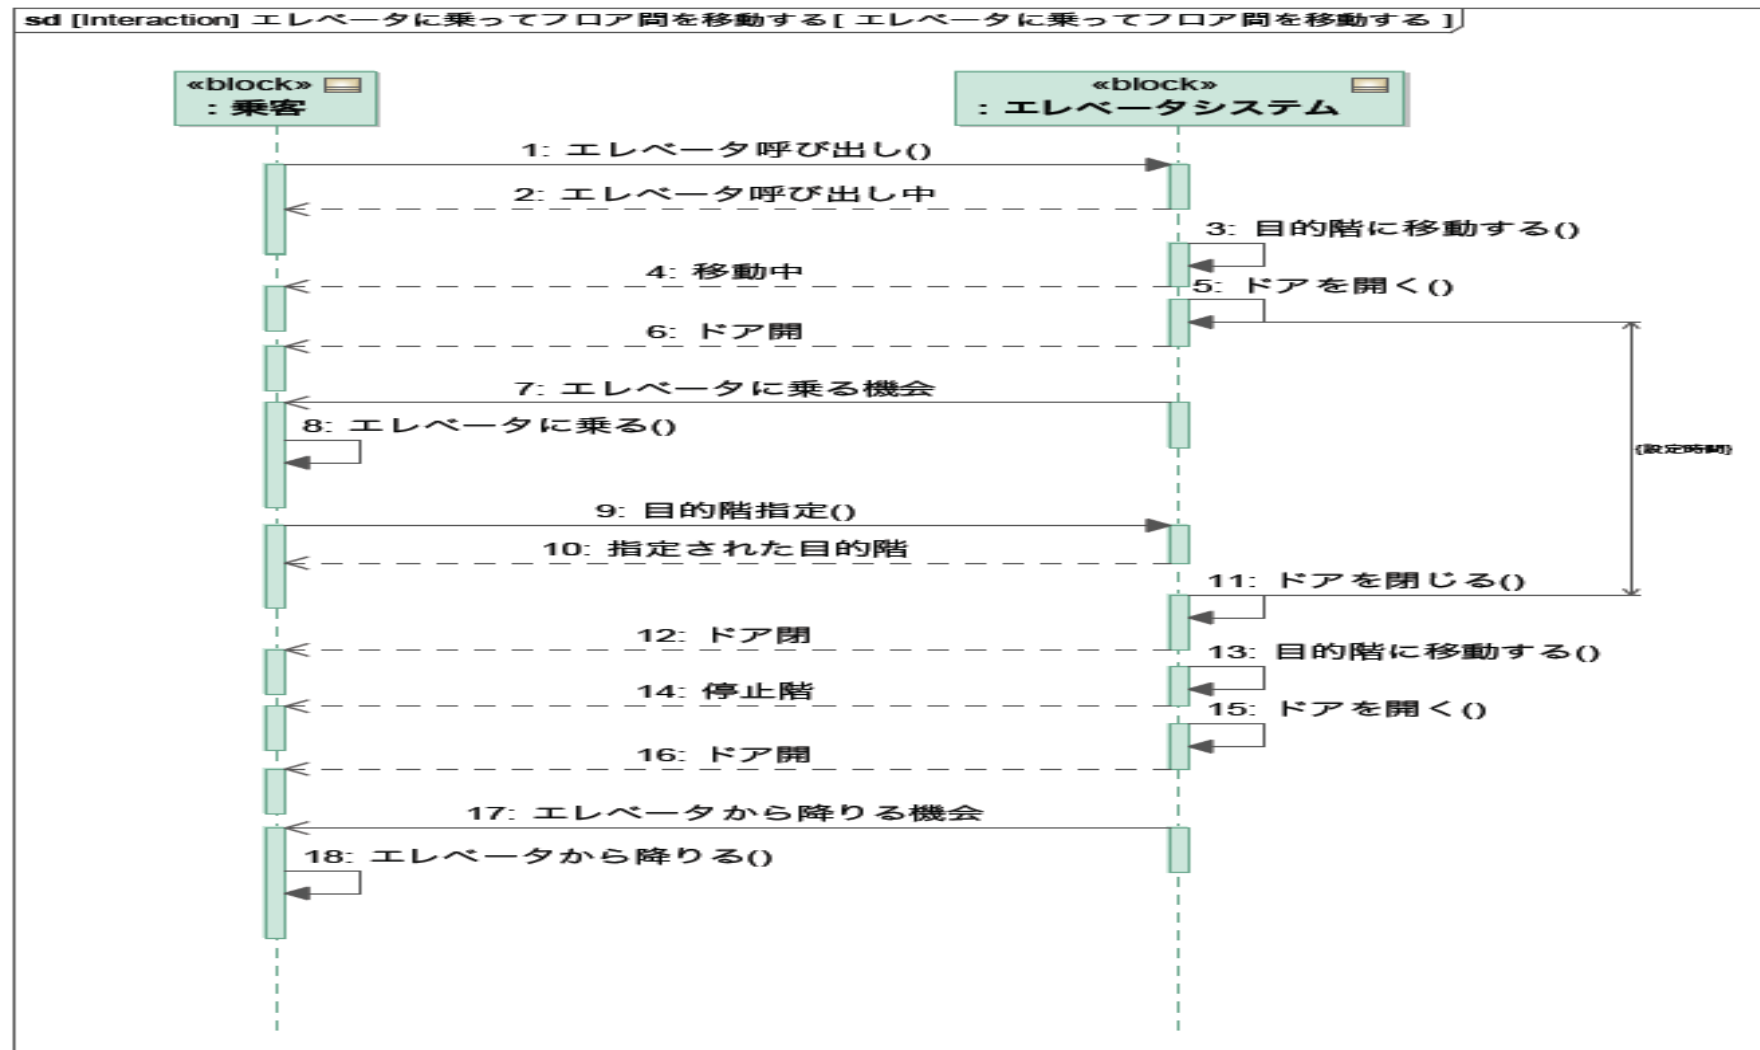 sd [Interaction] エレベータに乗ってフロア間を移動する[ エレベータに乗ってフロア間を移動する ]
«block»
: 乗客
«block»
: エレベータシステム
1: エレベータ呼び出し()
2: エレベータ呼び出し中
3: 目的階に移動する()
4: 移動中
5: ドアを開く()
6: ドア開
7: エレベータに乗る機会
8: エレベータに乗る()
{設定時間}
9: 目的階指定()
10: 指定された目的階
11: ドアを閉じる()
12: ドア閉
13: 目的階に移動する()
14: 停止階
15: ドアを開く()
16: ドア開
17: エレベータから降りる機会
18: エレベータから降りる()